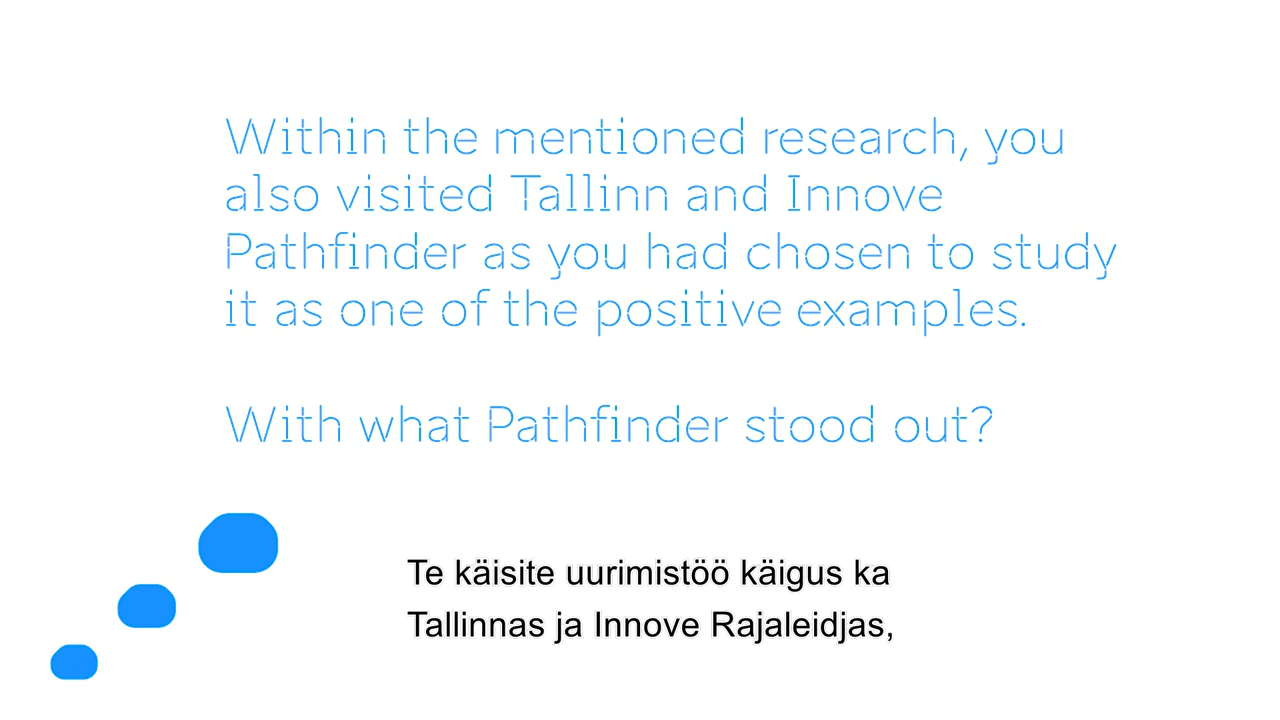 Within the mentioned research, you
also visited Tallinn and Innove
Pathfinder as you had chosen to study
it as one of the positive examples.
With what Pathfinder stood out?
Te käisite uurimistöö käigus ka
Tallinnas ja Innove Rajaleidjas,